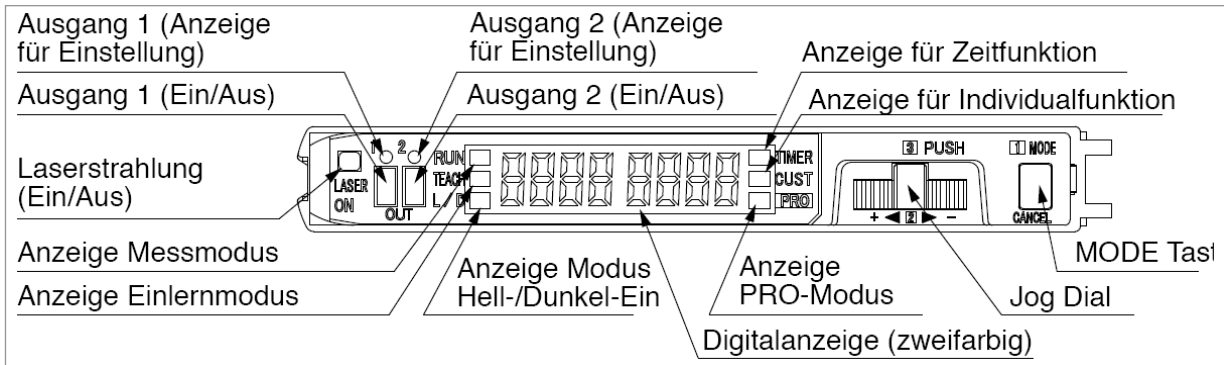 Ausgang 1 (Anzeige
für Einstellung)
Ausgang 2 (Anzeige
für Einstellung)
Anzeige für Zeitfunktion
Ausgang 1 (Ein/Aus)
Ausgang 2 (Ein/Aus)
Anzeige für Individualfunktion
Laserstrahlung
(Ein/Aus)
1 2
LASER
ON
OUT
RUN
TEACH
L / D
TIMER
CUST
PRO
3 PUSH
+ ◀ 2 ▶ -
1 MODE
CANCEL
Anzeige Messmodus
Anzeige Einlernmodus
Anzeige Modus
Hell-/Dunkel-Ein
Anzeige
PRO-Modus
MODE Tast
Jog Dial
Digitalanzeige (zweifarbig)